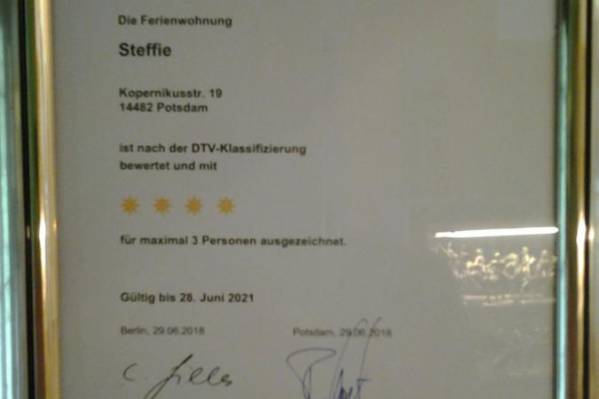 Die Ferienwohnung
Steffie
Kopernikusstr. 19
14482 Potsdam
ist nach der DTV-Klassifizierung
bewertet und mit
für maximal 3 Personen ausgezeichnet.
Gültig bis 28. Juni 2021
Berlin, 29.06.2018 Potsdam, 29.06.2018